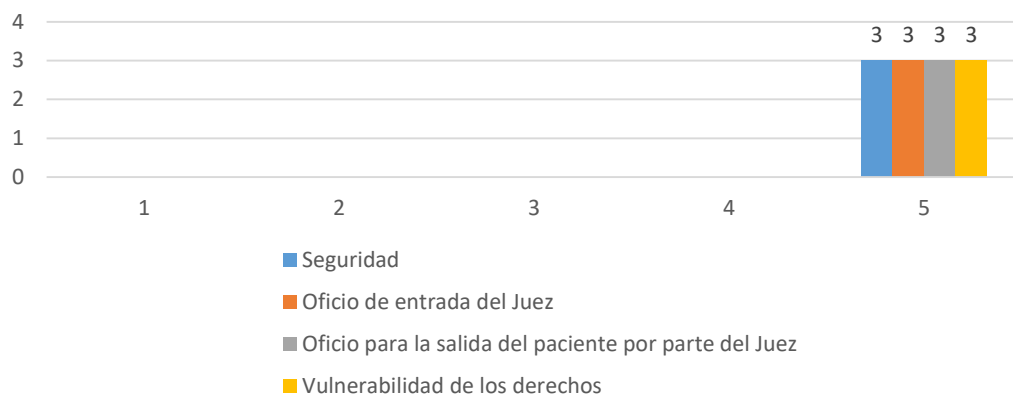 4
3 3 3 3
3
2
1
0
1 2 3 4 5
Seguridad
Oficio de entrada del Juez
Oficio para la salida del paciente por parte del Juez
Vulnerabilidad de los derechos